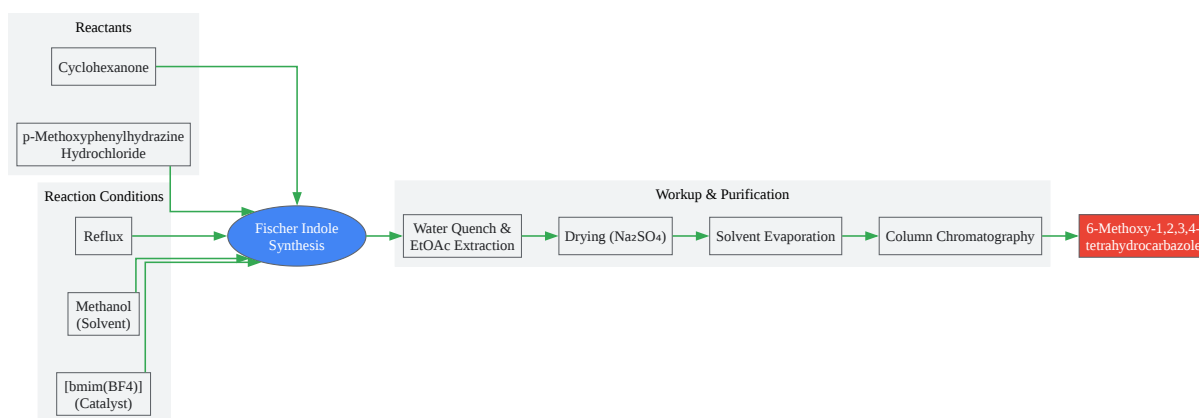 Reactants
Cyclohexanone
p-Methoxyphenylhydrazine
Hydrochloride
Reaction Conditions
Reflux
Methanol
(Solvent)
[bmim(BF4)]
(Catalyst)
Fischer Indole
Synthesis
Workup & Purification
Water Quench &
EtOAc Extraction
Drying (Na₂SO₄)
Solvent Evaporation
Column Chromatography
6-Methoxy-1,2,3,4-
tetrahydrocarbazole